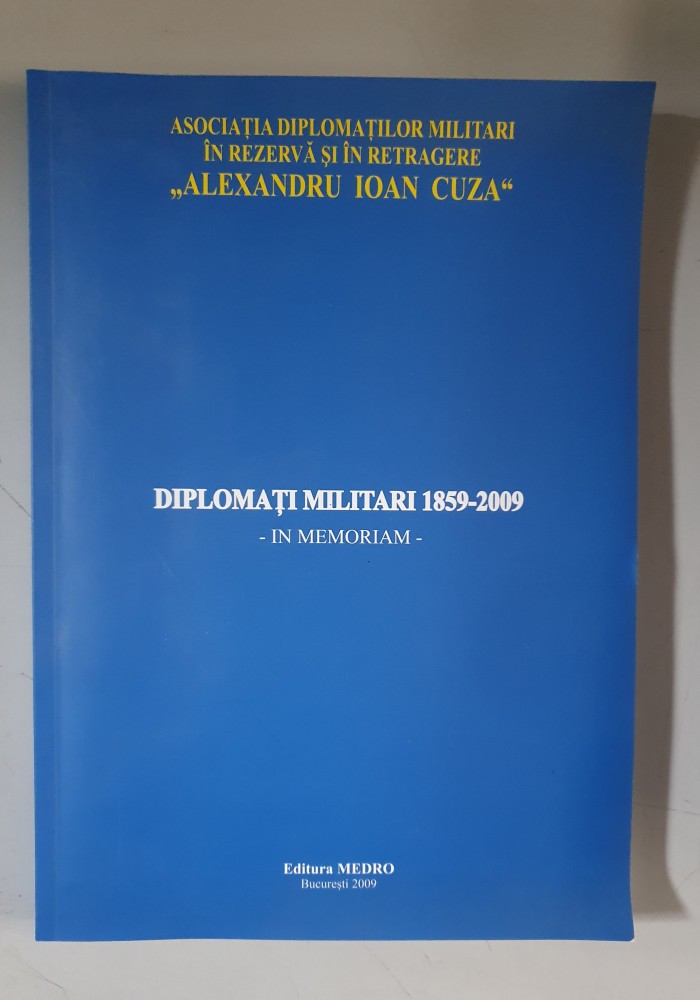 ASOCIAȚIA DIPLOMAȚILOR MILITARI
ÎN REZERVĂ ȘI ÎN RETRAGERE
„ALEXANDRU IOAN CUZA“
DIPLOMAȚI MILITARI 1859-2009
- IN MEMORIAM -
Editura MEDRO
București 2009